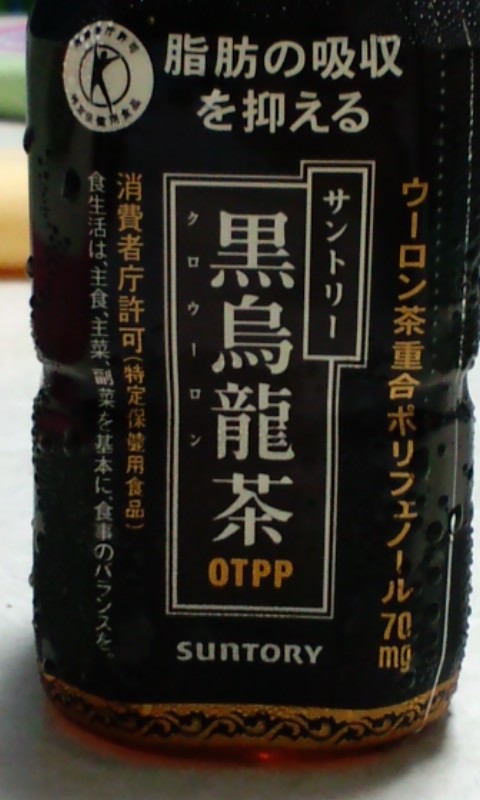 脂肪の吸収
を抑える
ウーロン茶重合ポリフェノール70mg
サントリー
黒烏龍茶
クロウーロン
OTPP
消費者庁許可(特定保健用食品)
食生活は、主食、主菜、副菜を基本に、食事のバランスを。
SUNTORY